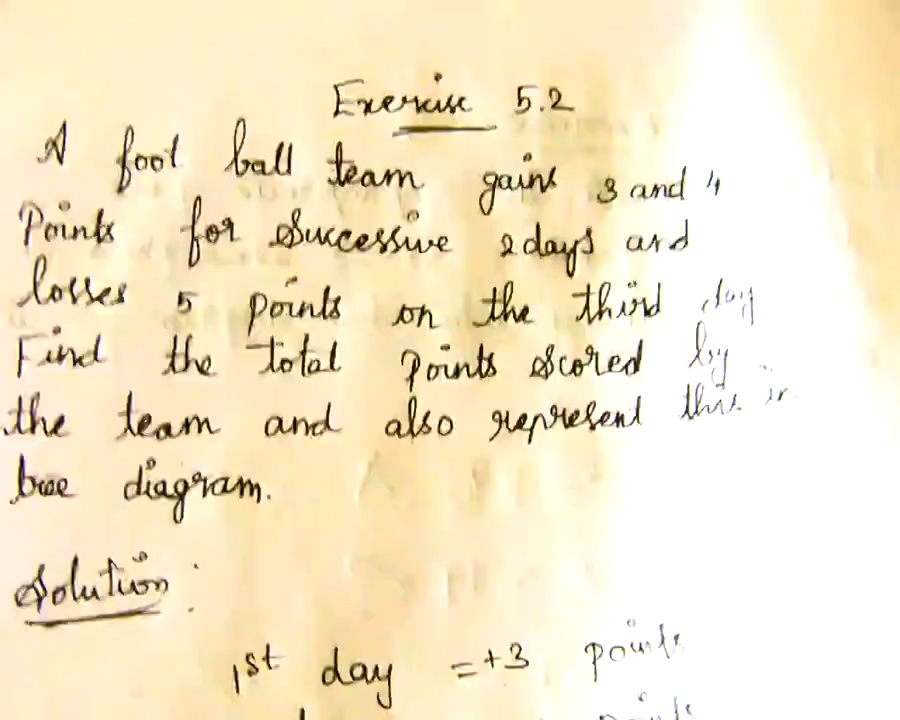 Exercise 5.2
A foot ball team gains 3 and 4
Points for Successive 2 days and
losses 5 points on the third day
Find the total Points Scored by
the team and also represent this in
diagram.
Solution :
1st day = +3 points
points